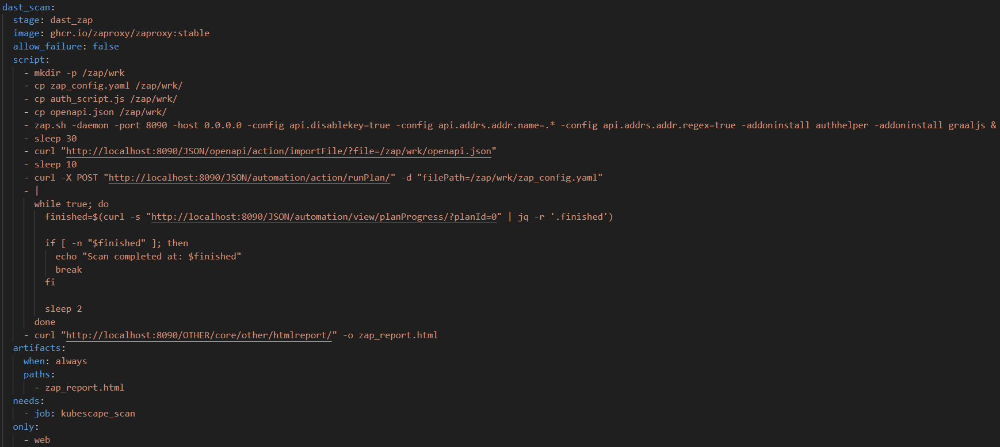 dast_scan:
  stage: dast_zap
  image: ghcr.io/zaproxy/zaproxy:stable
  allow_failure: false
  script:
    - mkdir -p /zap/wrk
    - cp zap_config.yaml /zap/wrk/
    - cp auth_script.js /zap/wrk/
    - cp openapi.json /zap/wrk/
    - zap.sh -daemon -port 8090 -host 0.0.0.0 -config api.disablekey=true -config api.addrs.addr.name=.* -config api.addrs.addr.regex=true -addoninstall authhelper -addoninstall graaljs &
    - sleep 30
    - curl "http://localhost:8090/JSON/openapi/action/importFile/?file=/zap/wrk/openapi.json"
    - sleep 10
    - curl -X POST "http://localhost:8090/JSON/automation/action/runPlan/" -d "filePath=/zap/wrk/zap_config.yaml"
    - |
      while true; do
        finished=$(curl -s "http://localhost:8090/JSON/automation/view/planProgress/?planId=0" | jq -r '.finished')

        if [ -n "$finished" ]; then
          echo "Scan completed at: $finished"
          break
        fi

        sleep 2
      done
    - curl "http://localhost:8090/OTHER/core/other/htmlreport/" -o zap_report.html
  artifacts:
    when: always
    paths:
      - zap_report.html
  needs:
    - job: kubescape_scan
  only:
    - web